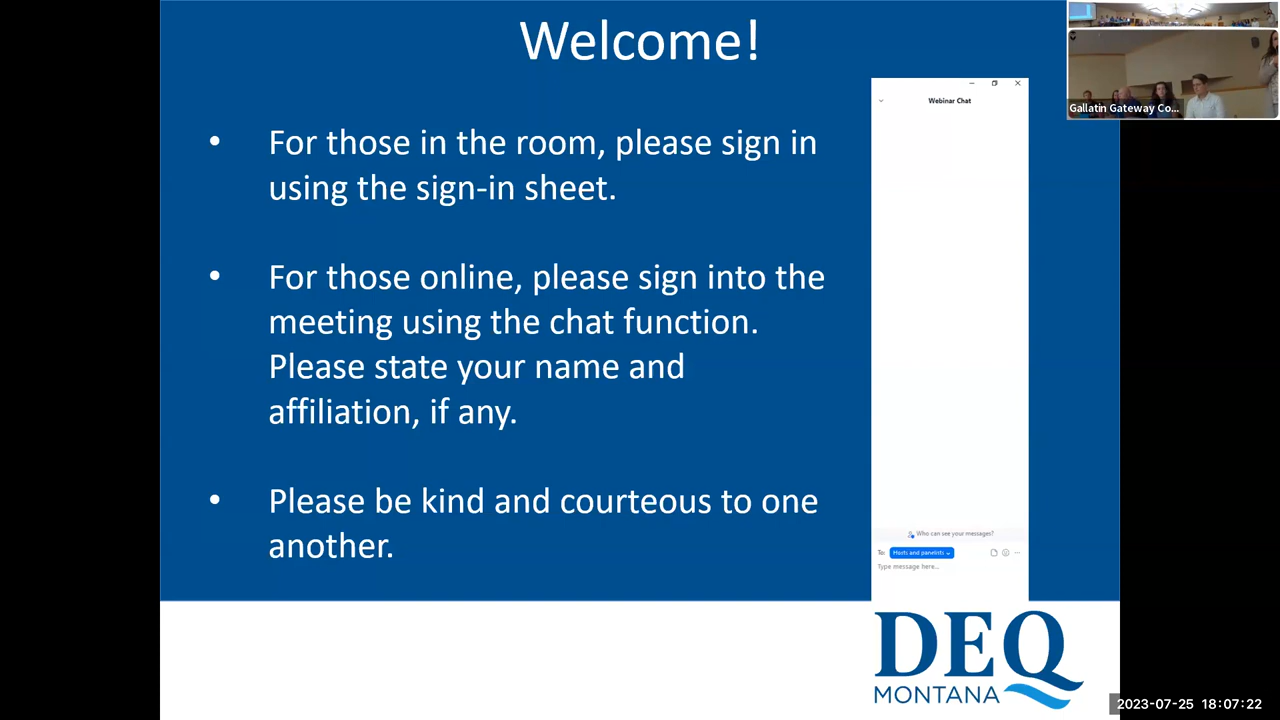 Welcome!
• For those in the room, please sign in
using the sign-in sheet.
• For those online, please sign into the
meeting using the chat function.
Please state your name and
affiliation, if any.
• Please be kind and courteous to one
another.
Webinar Chat
Who can see your messages?
To: Hosts and panelists
Type message here...
Gallatin Gateway Co...
DEQ
MONTANA
2023-07-25 18:07:22